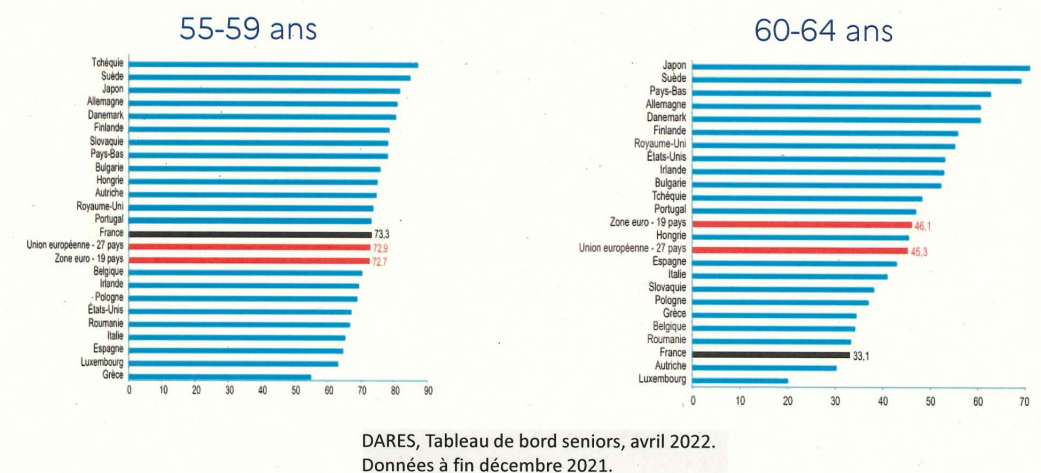 55-59 ans
Tchéquie
Suède
Japon
Allemagne
Danemark
Finlande
Slovaquie
Pays-Bas
Bulgarie
Hongrie
Autriche
Royaume-Uni
Portugal
France 73,3
Union européenne - 27 pays 72,9
Zone euro - 19 pays 72,7
Belgique
Irlande
Pologne
États-Unis
Roumanie
Italie
Espagne
Luxembourg
Grèce
0 10 20 30 40 50 60 70 80 90
60-64 ans
Japon
Suède
Pays-Bas
Allemagne
Danemark
Finlande
Royaume-Uni
États-Unis
Irlande
Bulgarie
Tchéquie
Portugal
Zone euro - 19 pays 46,1
Hongrie
Union européenne - 27 pays 45,3
Espagne
Italie
Slovaquie
Pologne
Grèce
Belgique
Roumanie
France 33,1
Autriche
Luxembourg
0 10 20 30 40 50 60 70
DARES, Tableau de bord seniors, avril 2022.
Données à fin décembre 2021.